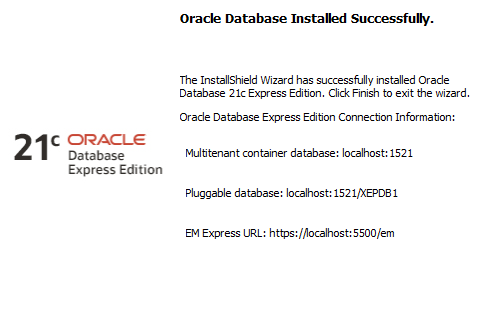 Oracle Database Installed Successfully.
The InstallShield Wizard has successfully installed Oracle
Database 21c Express Edition. Click Finish to exit the wizard.
Oracle Database Express Edition Connection Information:
21c ORACLE
Database
Express Edition
Multitenant container database: localhost:1521
Pluggable database: localhost:1521/XEPDB1
EM Express URL: https://localhost:5500/em